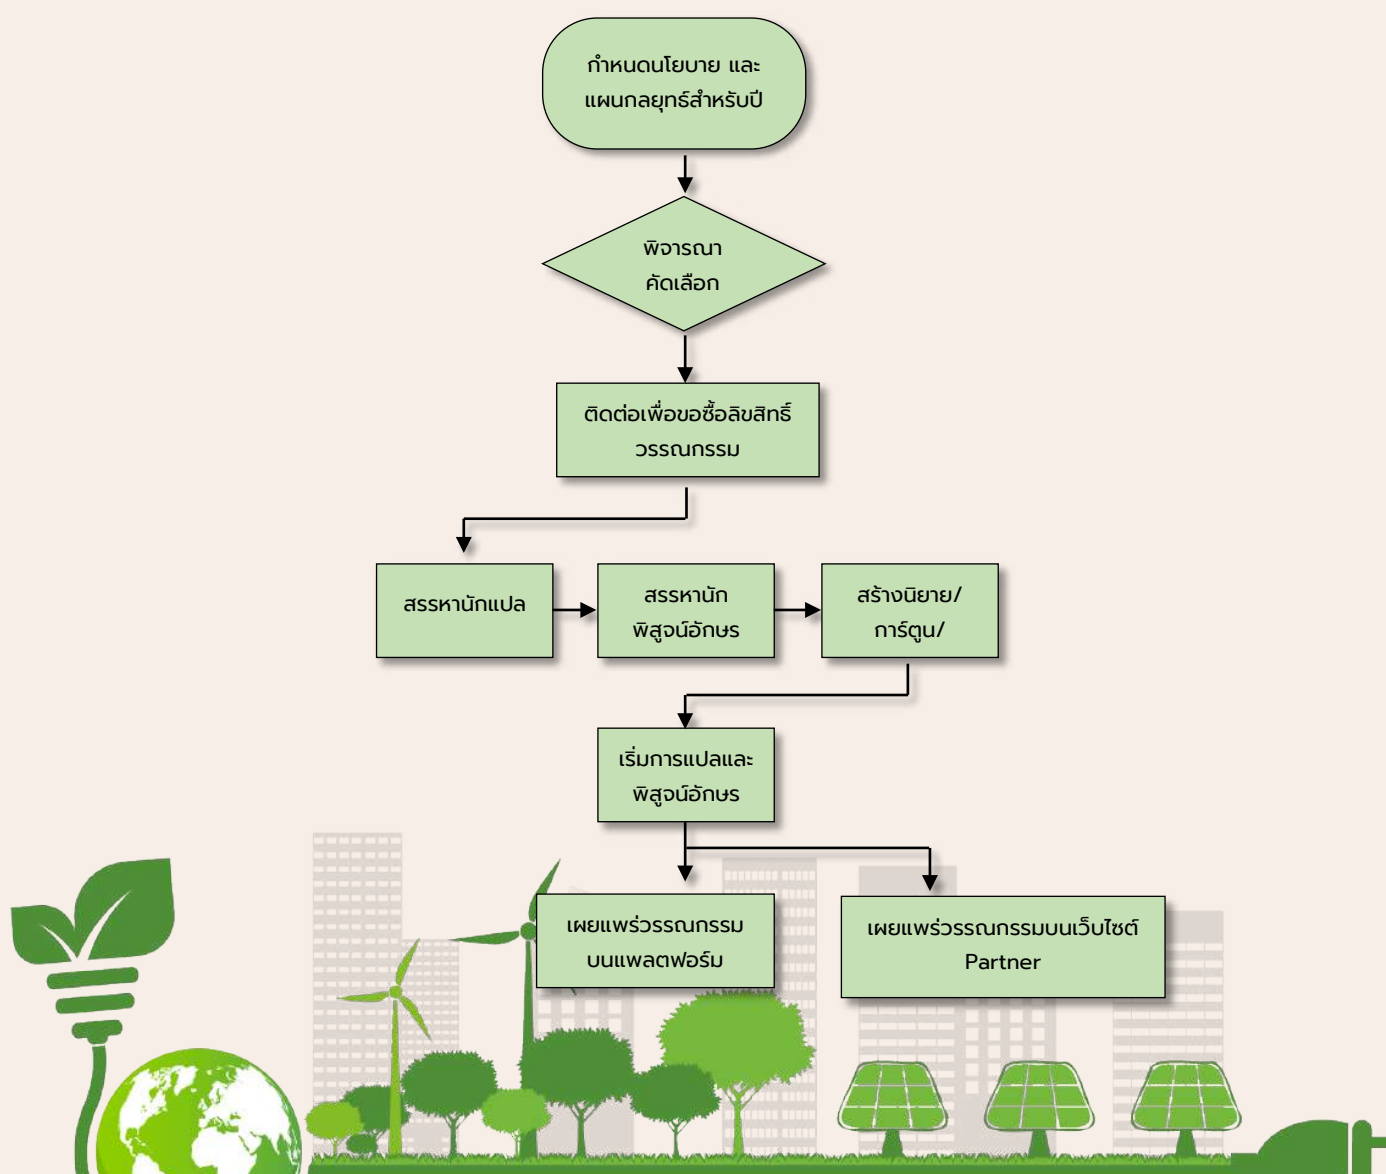 กำหนดนโยบาย และ
แผนกลยุทธ์สำหรับปี
พิจารณา
คัดเลือก
ติดต่อเพื่อขอซื้อลิขสิทธิ์
วรรณกรรม
สรรหานักแปล
สรรหานัก
พิสูจน์อักษร
สร้างนิยาย/
การ์ตูน/
เริ่มการแปลและ
พิสูจน์อักษร
เผยแพร่วรรณกรรม
บนแพลตฟอร์ม
เผยแพร่วรรณกรรมบนเว็บไซต์
Partner